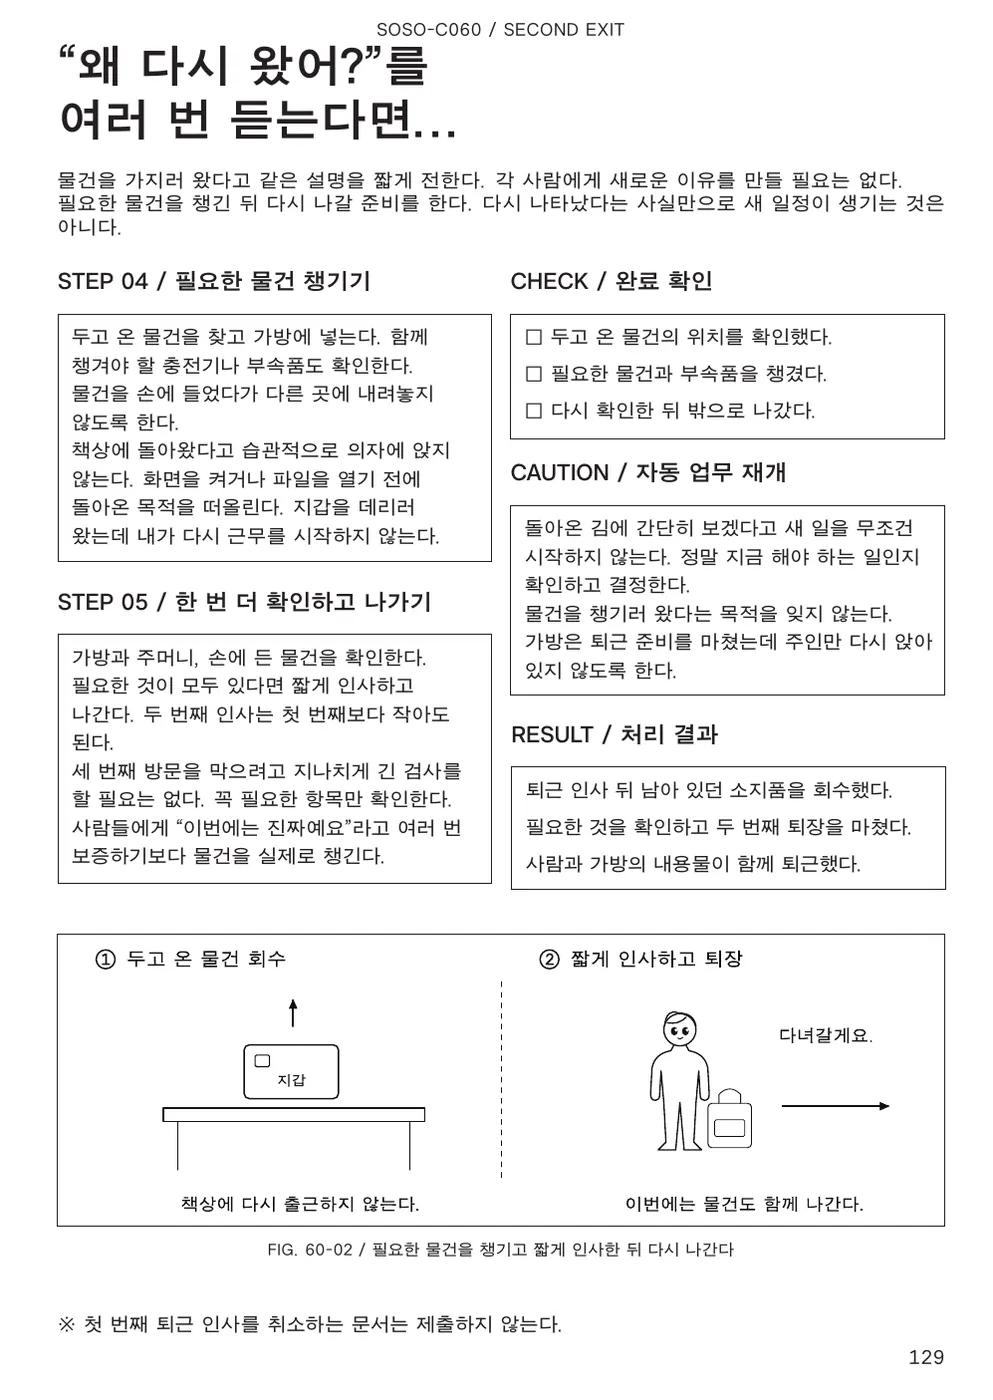 SOSO-C060 / SECOND EXIT
“왜 다시 왔어?”를
여러 번 듣는다면...
물건을 가지러 왔다고 같은 설명을 짧게 전한다. 각 사람에게 새로운 이유를 만들 필요는 없다.
필요한 물건을 챙긴 뒤 다시 나갈 준비를 한다. 다시 나타났다는 사실만으로 새 일정이 생기는 것은
아니다.
STEP 04 / 필요한 물건 챙기기
두고 온 물건을 찾고 가방에 넣는다. 함께
챙겨야 할 충전기나 부속품도 확인한다.
물건을 손에 들었다가 다른 곳에 내려놓지
않도록 한다.
책상에 돌아왔다고 습관적으로 의자에 앉지
않는다. 화면을 켜거나 파일을 열기 전에
돌아온 목적을 떠올린다. 지갑을 데리러
왔는데 내가 다시 근무를 시작하지 않는다.
STEP 05 / 한 번 더 확인하고 나가기
가방과 주머니, 손에 든 물건을 확인한다.
필요한 것이 모두 있다면 짧게 인사하고
나간다. 두 번째 인사는 첫 번째보다 작아도
된다.
세 번째 방문을 막으려고 지나치게 긴 검사를
할 필요는 없다. 꼭 필요한 항목만 확인한다.
사람들에게 “이번에는 진짜예요”라고 여러 번
보증하기보다 물건을 실제로 챙긴다.
CHECK / 완료 확인
□ 두고 온 물건의 위치를 확인했다.
□ 필요한 물건과 부속품을 챙겼다.
□ 다시 확인한 뒤 밖으로 나갔다.
CAUTION / 자동 업무 재개
돌아온 김에 간단히 보겠다고 새 일을 무조건
시작하지 않는다. 정말 지금 해야 하는 일인지
확인하고 결정한다.
물건을 챙기러 왔다는 목적을 잊지 않는다.
가방은 퇴근 준비를 마쳤는데 주인만 다시 앉아
있지 않도록 한다.
RESULT / 처리 결과
퇴근 인사 뒤 남아 있던 소지품을 회수했다.
필요한 것을 확인하고 두 번째 퇴장을 마쳤다.
사람과 가방의 내용물이 함께 퇴근했다.
① 두고 온 물건 회수
지갑
책상에 다시 출근하지 않는다.
② 짧게 인사하고 퇴장
다녀갈게요.
이번에는 물건도 함께 나간다.
FIG. 60-02 / 필요한 물건을 챙기고 짧게 인사한 뒤 다시 나간다
※ 첫 번째 퇴근 인사를 취소하는 문서는 제출하지 않는다.
129